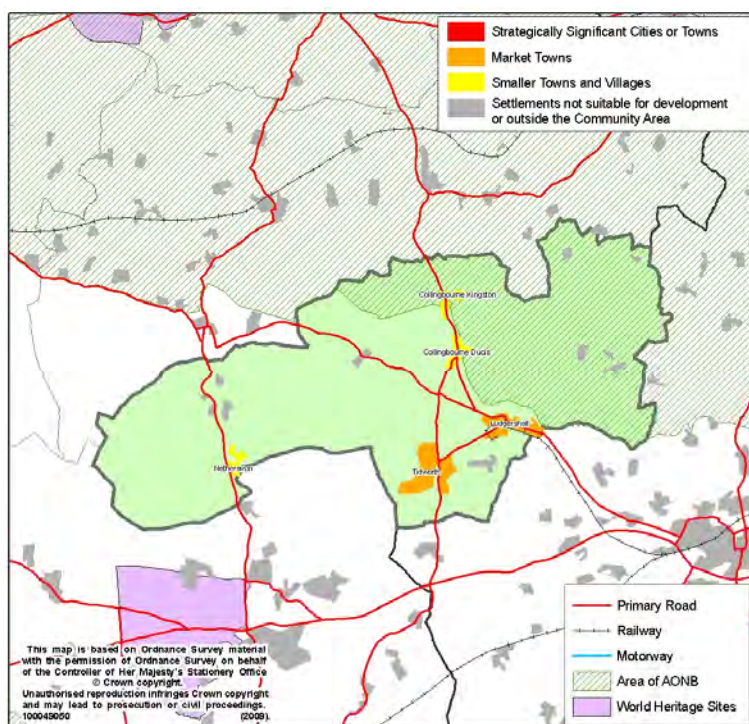 Strategically Significant Cities or Towns
Market Towns
Smaller Towns and Villages
Settlements not suitable for development
or outside the Community Area
Collingbourne Kingston
Collingbourne Ducis
Ludgershall
Netheravon
Tidworth
Primary Road
Railway
Motorway
Area of AONB
World Heritage Sites
This map is based on Ordnance Survey material
with the permission of Ordnance Survey on behalf
of the Controller of Her Majesty's Stationery Office
© Crown copyright.
Unauthorised reproduction infringes Crown copyright
and may lead to prosecution or civil proceedings.
100049050 (2009)